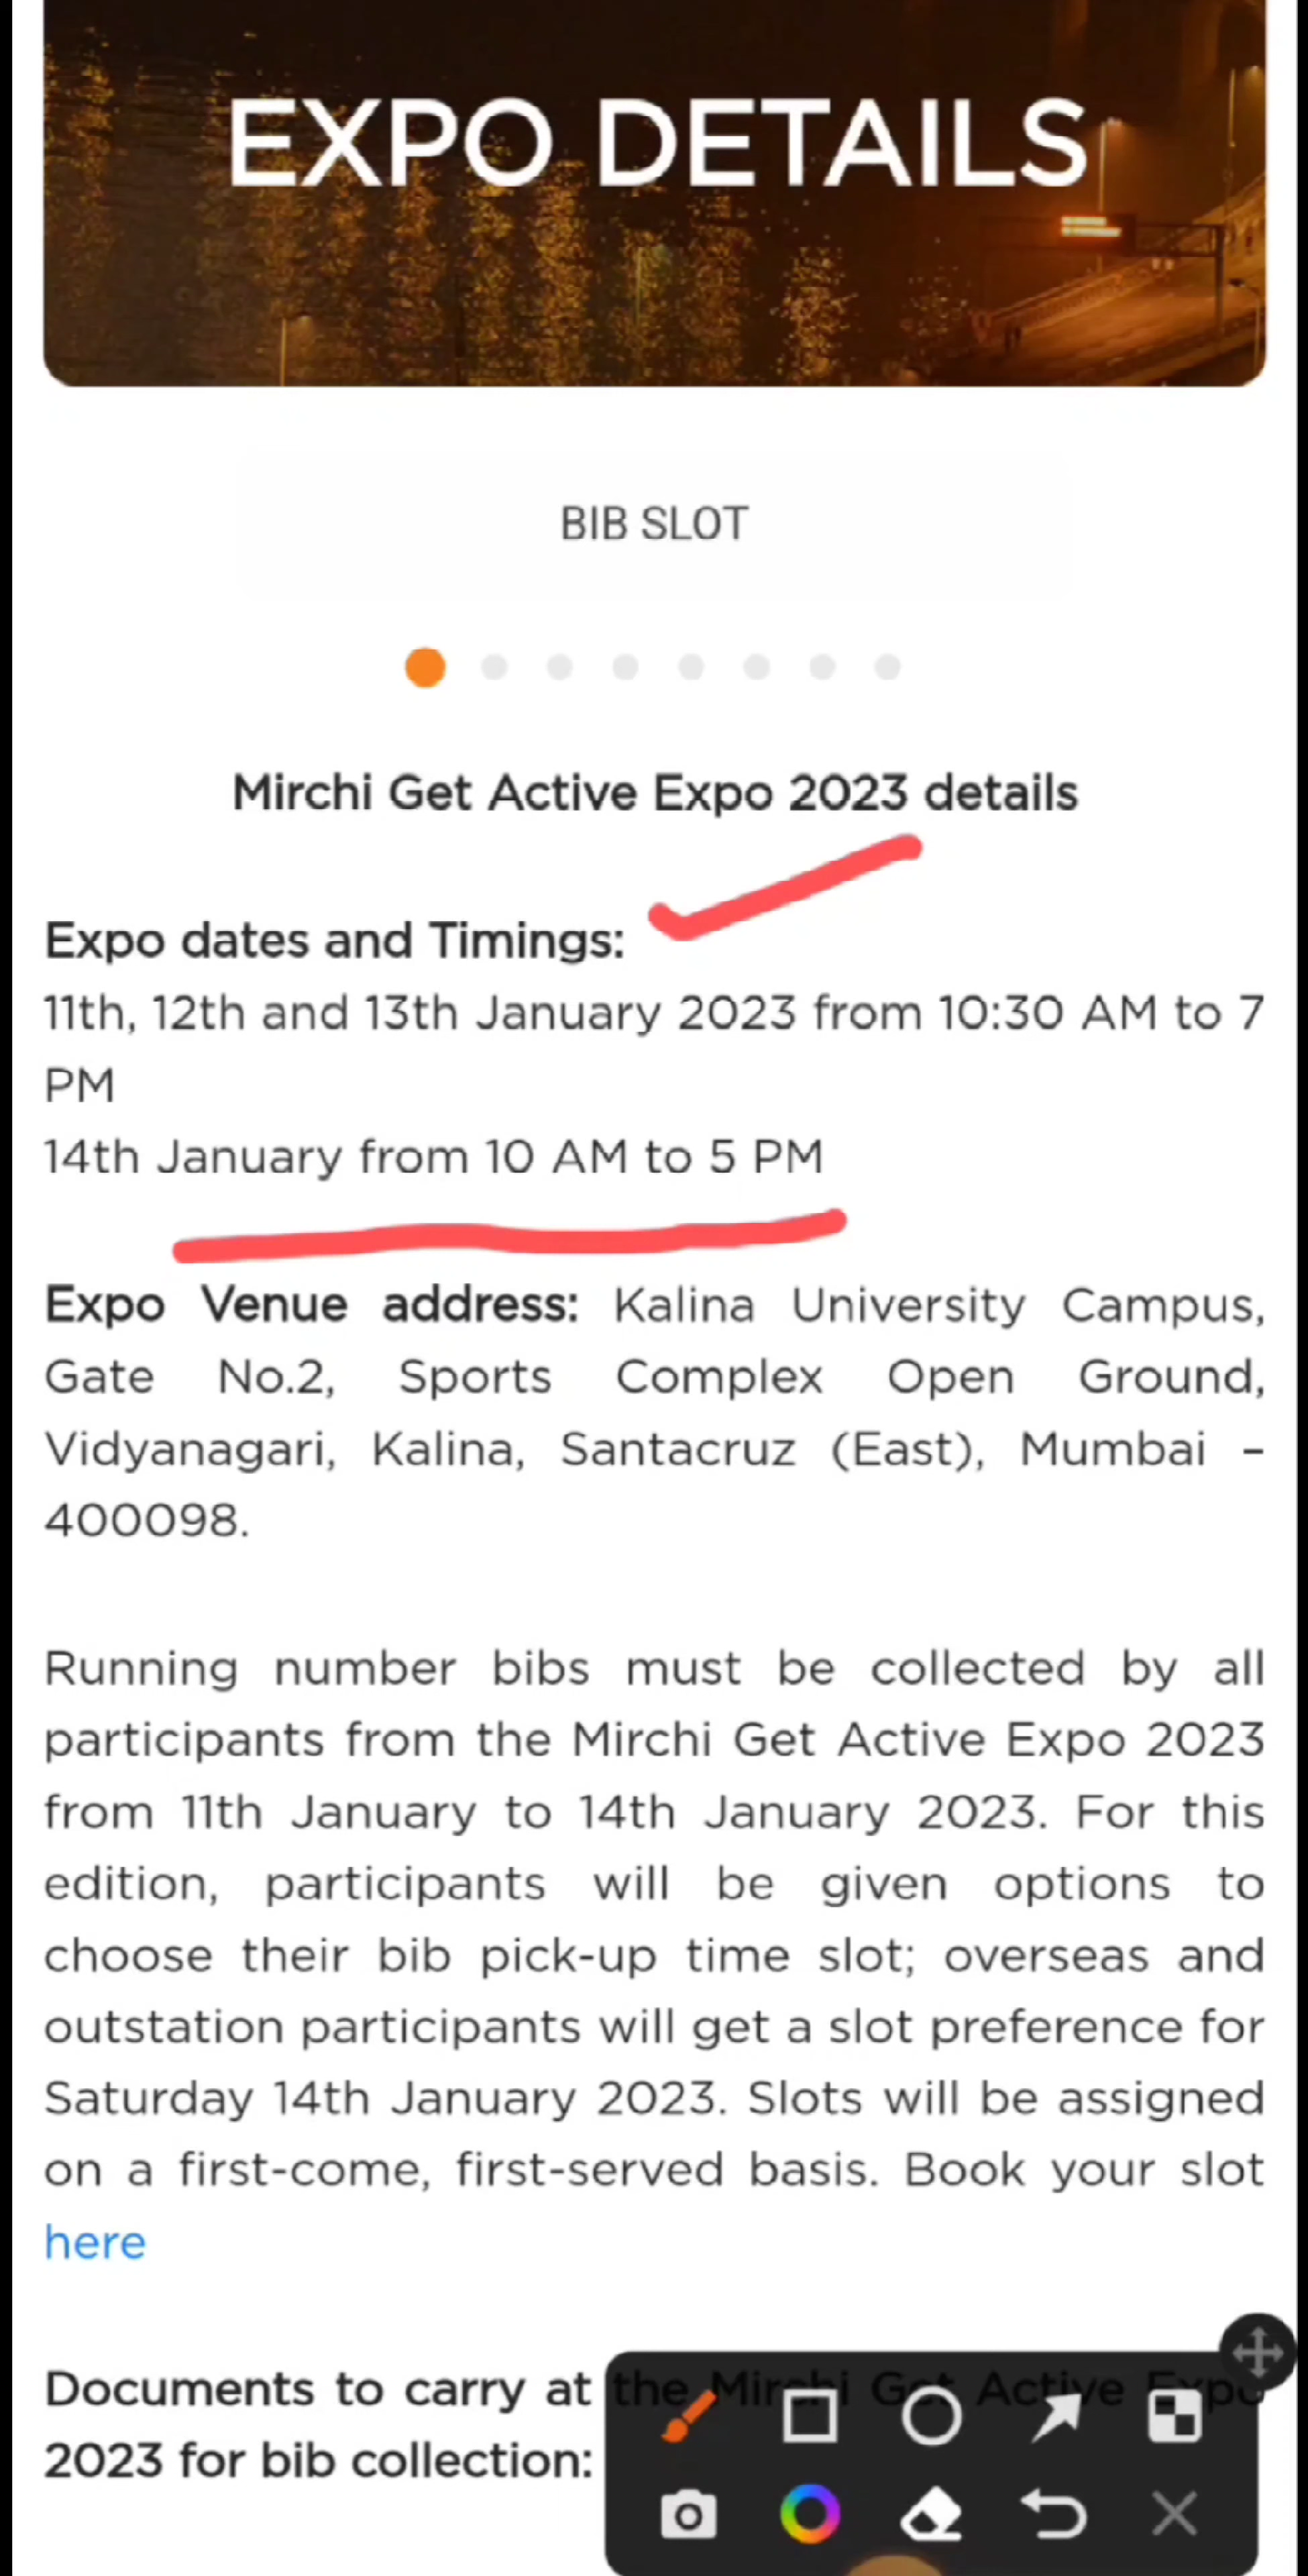 EXPO DETAILS
BIB SLOT
Mirchi Get Active Expo 2023 details
Expo dates and Timings:
11th, 12th and 13th January 2023 from 10:30 AM to 7
PM
14th January from 10 AM to 5 PM
Expo Venue address: Kalina University Campus,
Gate No.2, Sports Complex Open Ground,
Vidyanagari, Kalina, Santacruz (East), Mumbai –
400098.
Running number bibs must be collected by all
participants from the Mirchi Get Active Expo 2023
from 11th January to 14th January 2023. For this
edition, participants will be given options to
choose their bib pick-up time slot; overseas and
outstation participants will get a slot preference for
Saturday 14th January 2023. Slots will be assigned
on a first-come, first-served basis. Book your slot
here
Documents to carry at the Mirchi Get Active Expo
2023 for bib collection: